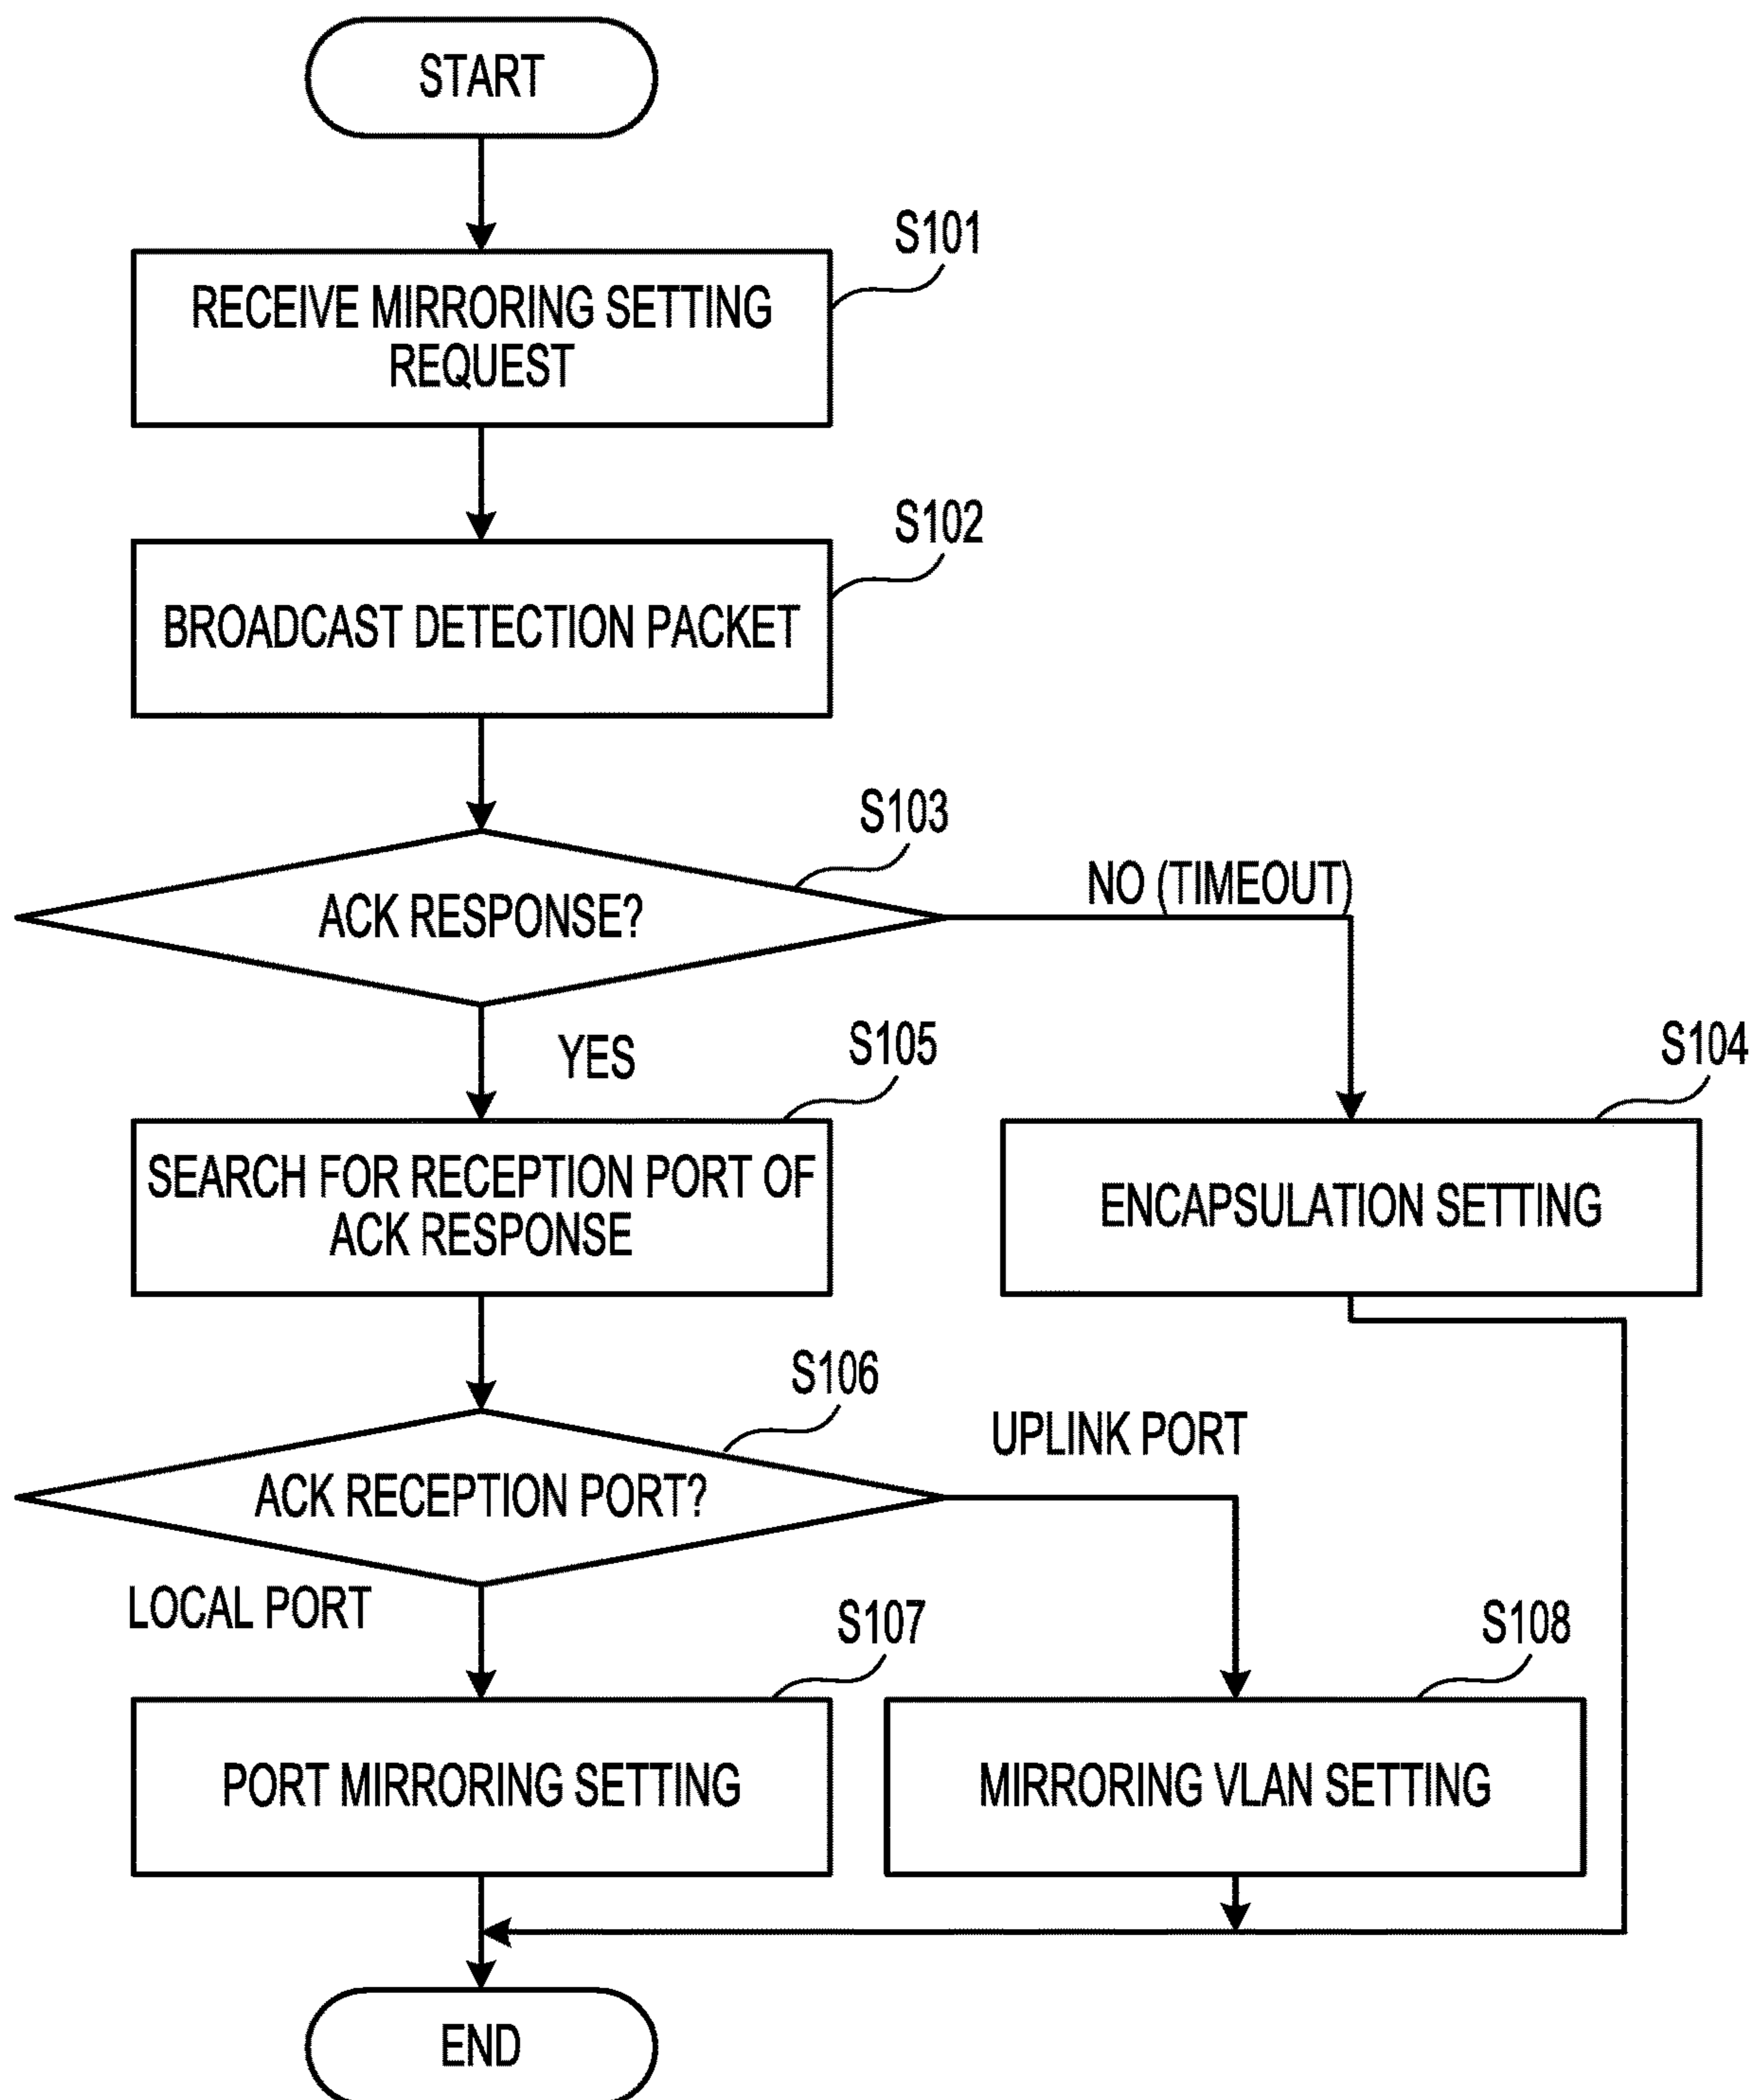 START
S101
RECEIVE MIRRORING SETTING
REQUEST
S102
BROADCAST DETECTION PACKET
S103
ACK RESPONSE?
NO (TIMEOUT)
YES
S105
S104
SEARCH FOR RECEPTION PORT OF
ACK RESPONSE
ENCAPSULATION SETTING
S106
ACK RECEPTION PORT?
UPLINK PORT
LOCAL PORT
S107
S108
PORT MIRRORING SETTING
MIRRORING VLAN SETTING
END